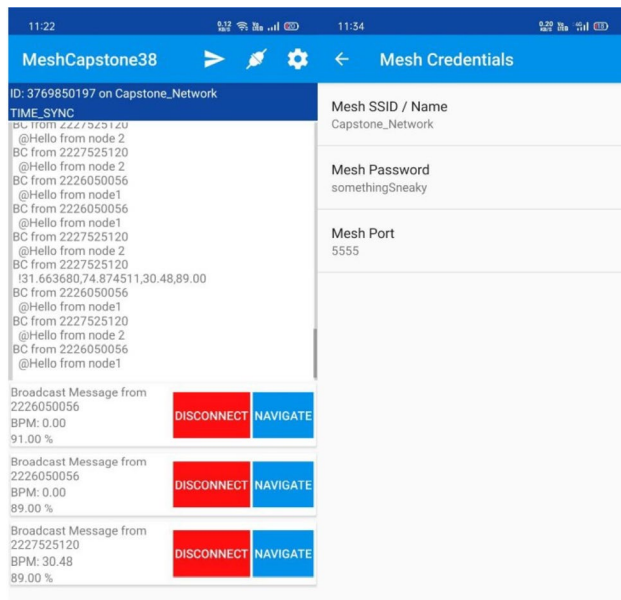 11:22
MeshCapstone38
ID: 3769850197 on Capstone_Network
TIME_SYNC
BC from 2227525120
@Hello from node 2
BC from 2227525120
@Hello from node 2
BC from 2226050056
@Hello from node1
BC from 2226050056
@Hello from node1
BC from 2227525120
@Hello from node 2
BC from 2227525120
!31.663680,74.874511,30.48,89.00
BC from 2226050056
@Hello from node1
BC from 2227525120
@Hello from node 2
BC from 2226050056
@Hello from node1
Broadcast Message from
2226050056
BPM: 0.00
91.00 %
DISCONNECT NAVIGATE
Broadcast Message from
2226050056
BPM: 0.00
89.00 %
DISCONNECT NAVIGATE
Broadcast Message from
2227525120
BPM: 30.48
89.00 %
DISCONNECT NAVIGATE
11:34
Mesh Credentials
Mesh SSID / Name
Capstone_Network
Mesh Password
somethingSneaky
Mesh Port
5555